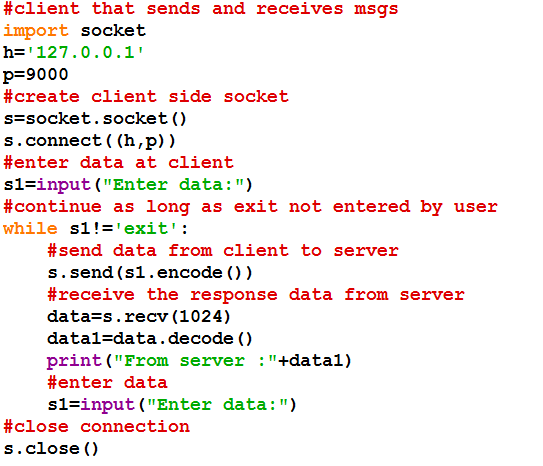 #client that sends and receives msgs
import socket
h='127.0.0.1'
p=9000
#create client side socket
s=socket.socket()
s.connect((h,p))
#enter data at client
s1=input("Enter data:")
#continue as long as exit not entered by user
while s1!='exit':
    #send data from client to server
    s.send(s1.encode())
    #receive the response data from server
    data=s.recv(1024)
    data1=data.decode()
    print("From server :"+data1)
    #enter data
    s1=input("Enter data:")
#close connection
s.close()